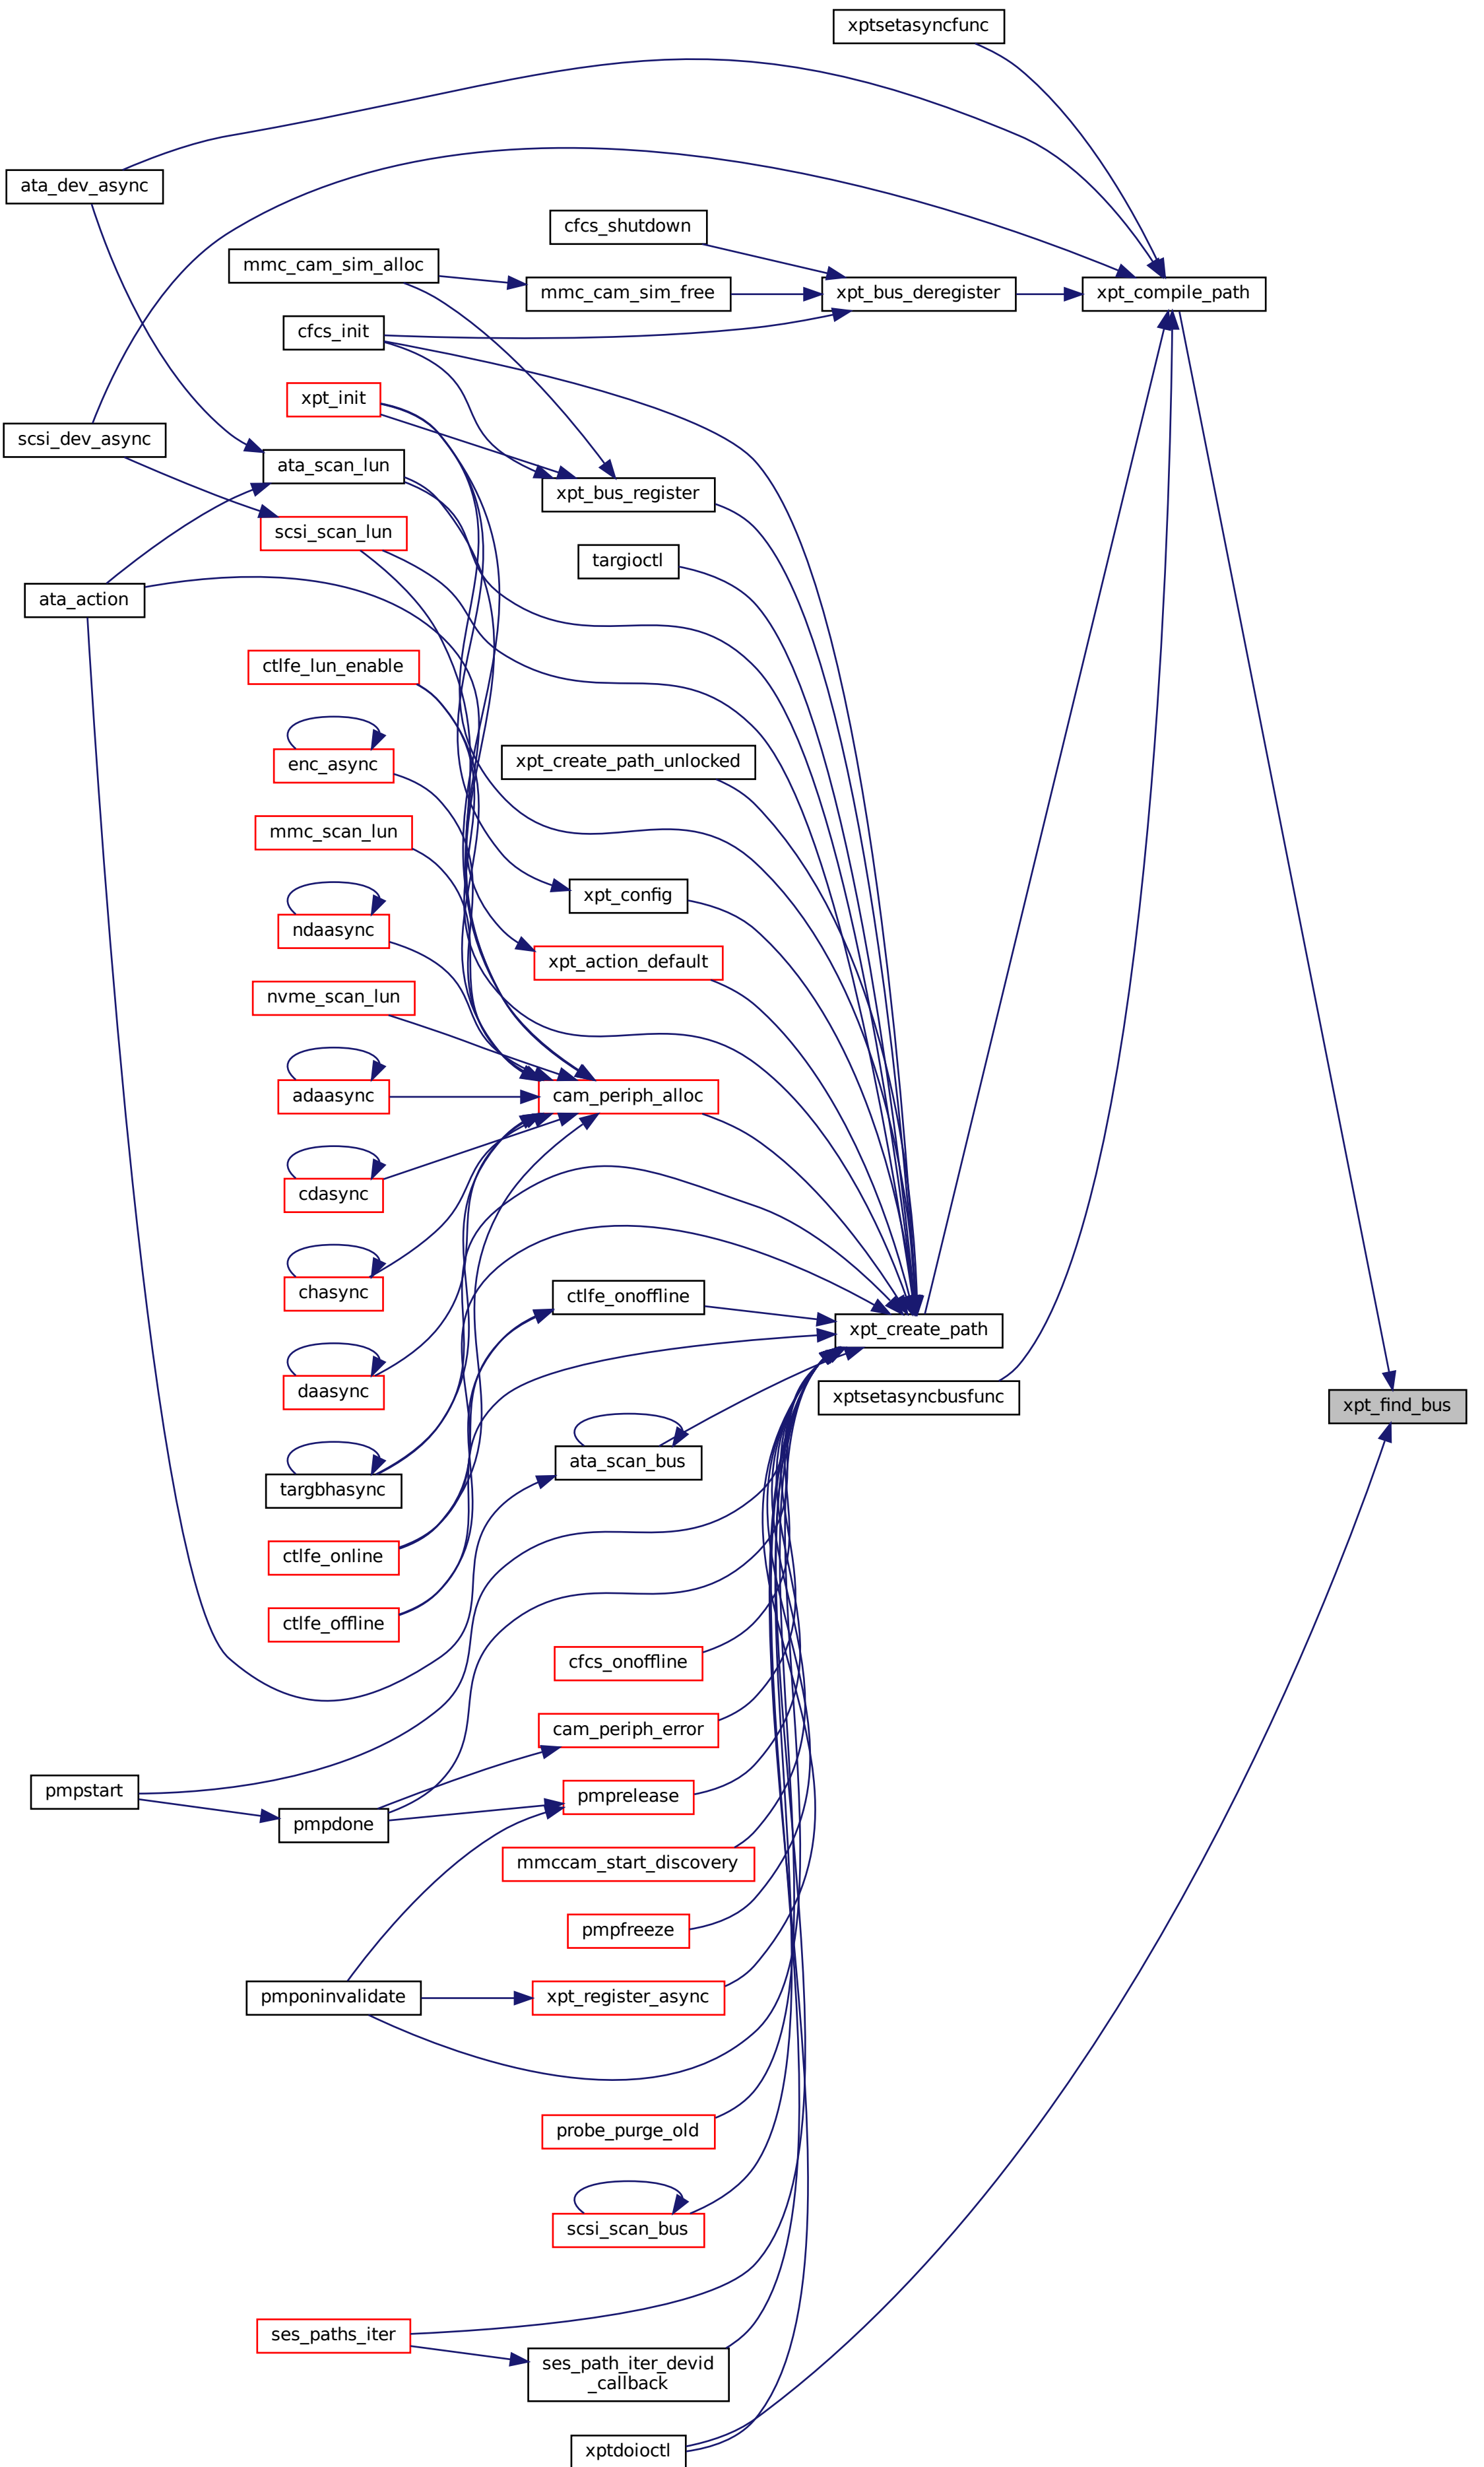 xptsetasyncfunc
ata_dev_async
cfcs_shutdown
mmc_cam_sim_alloc
mmc_cam_sim_free
xpt_bus_deregister
xpt_compile_path
cfcs_init
xpt_init
scsi_dev_async
ata_scan_lun
xpt_bus_register
scsi_scan_lun
targioctl
ata_action
ctlfe_lun_enable
enc_async
xpt_create_path_unlocked
mmc_scan_lun
xpt_config
ndaasync
xpt_action_default
nvme_scan_lun
adaasync
cam_periph_alloc
cdasync
chasync
ctlfe_onoffline
xpt_create_path
daasync
xptsetasyncbusfunc
xpt_find_bus
ata_scan_bus
targbhasync
ctlfe_online
ctlfe_offline
cfcs_onoffline
cam_periph_error
pmpstart
pmprelease
pmpdone
mmccam_start_discovery
pmpfreeze
pmponinvalidate
xpt_register_async
probe_purge_old
scsi_scan_bus
ses_paths_iter
ses_path_iter_devid
_callback
xptdoioctl